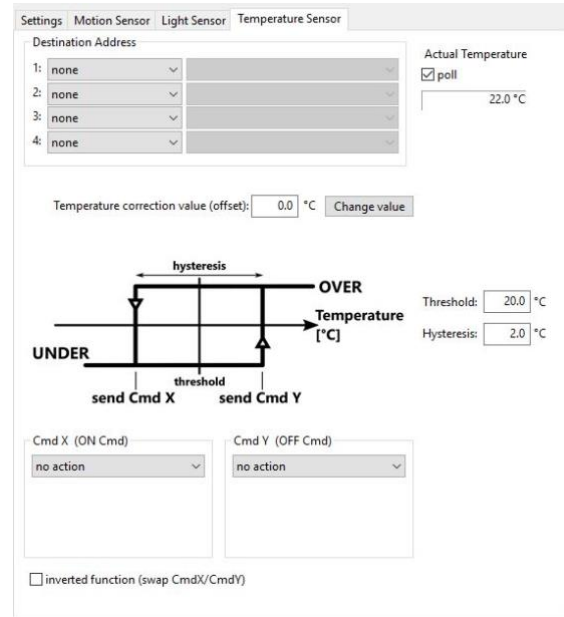 Settings Motion Sensor Light Sensor Temperature Sensor
Destination Address
1: none
2: none
3: none
4: none
Actual Temperature
poll
22.0 °C
Temperature correction value (offset): 0.0 °C Change value
hysteresis
OVER
Temperature
[°C]
UNDER
threshold
send Cmd X send Cmd Y
Threshold: 20.0 °C
Hysteresis: 2.0 °C
Cmd X (ON Cmd)
no action
Cmd Y (OFF Cmd)
no action
inverted function (swap CmdX/CmdY)